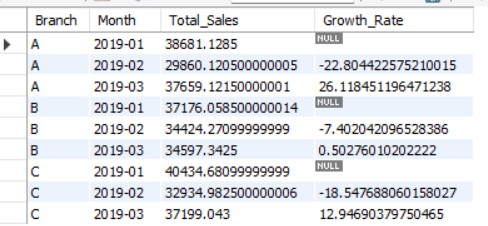 Branch Month Total_Sales Growth_Rate
A 2019-01 38681.1285 NULL
A 2019-02 29860.120500000005 -22.804422575210015
A 2019-03 37659.12150000001 26.118451196471238
B 2019-01 37176.058500000014 NULL
B 2019-02 34424.27099999999 -7.402042096528386
B 2019-03 34597.3425 0.50276010202222
C 2019-01 40434.68099999999 NULL
C 2019-02 32934.982500000006 -18.547688060158027
C 2019-03 37199.043 12.94690379750465